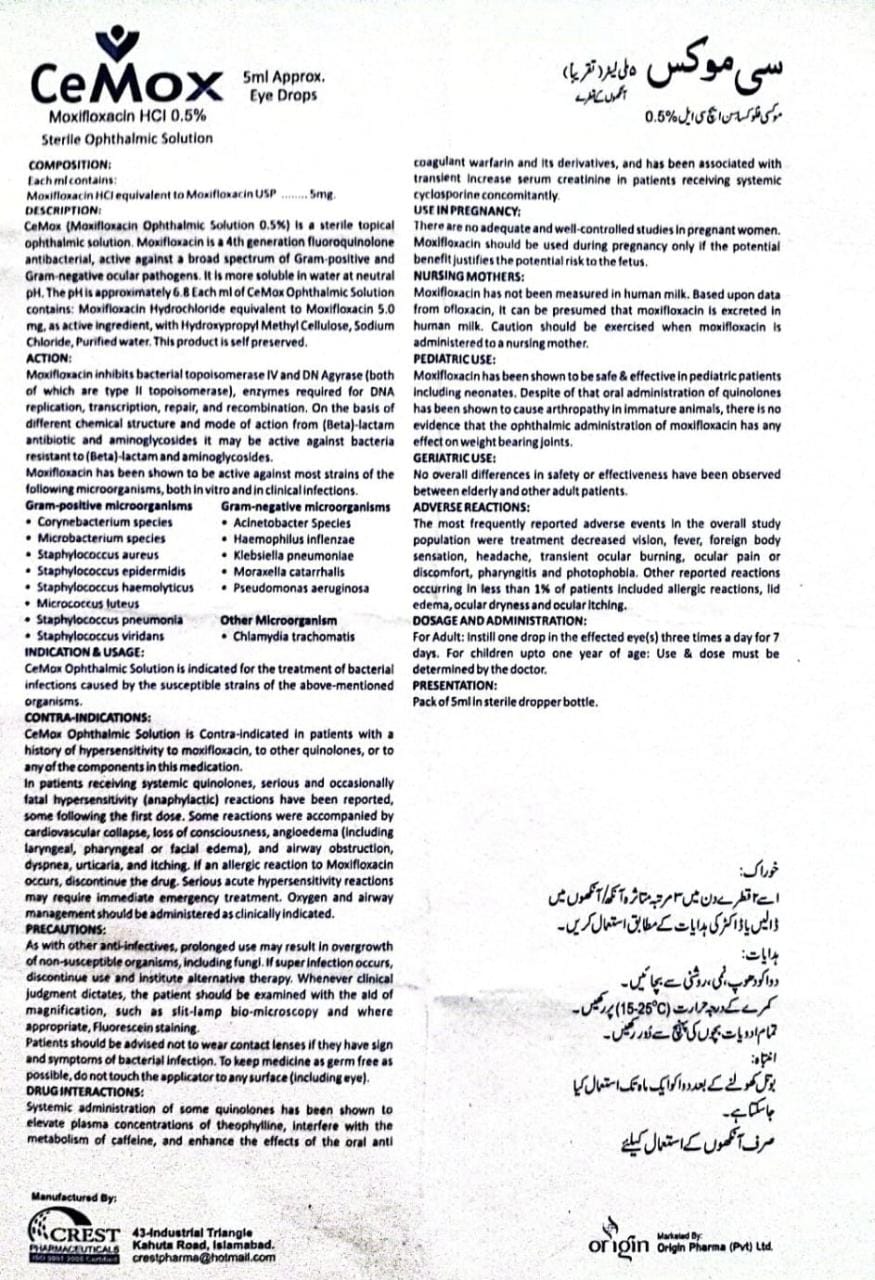 CeMox
5ml Approx.
Eye Drops
Moxifloxacin HCl 0.5%
Sterile Ophthalmic Solution
سی موکس ۵ ملی لیٹر (تقریباً)
آنکھوں کے قطرے
موکسی فلوکساسن ایچ سی ایل 0.5%
COMPOSITION:
Each ml contains:
Moxifloxacin HCl equivalent to Moxifloxacin USP ........ 5mg.
DESCRIPTION:
CeMox (Moxifloxacin Ophthalmic Solution 0.5%) is a sterile topical
ophthalmic solution. Moxifloxacin is a 4th generation fluoroquinolone
antibacterial, active against a broad spectrum of Gram-positive and
Gram-negative ocular pathogens. It is more soluble in water at neutral
pH. The pH is approximately 6.8 Each ml of CeMox Ophthalmic Solution
contains: Moxifloxacin Hydrochloride equivalent to Moxifloxacin 5.0
mg, as active ingredient, with Hydroxypropyl Methyl Cellulose, Sodium
Chloride, Purified water. This product is self preserved.
ACTION:
Moxifloxacin inhibits bacterial topoisomerase IV and DN Agyrase (both
of which are type II topoisomerase), enzymes required for DNA
replication, transcription, repair, and recombination. On the basis of
different chemical structure and mode of action from (Beta)-lactam
antibiotic and aminoglycosides it may be active against bacteria
resistant to (Beta)-lactam and aminoglycosides.
Moxifloxacin has been shown to be active against most strains of the
following microorganisms, both in vitro and in clinical infections.
Gram-positive microorganisms
• Corynebacterium species
• Microbacterium species
• Staphylococcus aureus
• Staphylococcus epidermidis
• Staphylococcus haemolyticus
• Micrococcus luteus
• Staphylococcus pneumonia
• Staphylococcus viridans
Gram-negative microorganisms
• Acinetobacter Species
• Haemophilus inflenzae
• Klebsiella pneumoniae
• Moraxella catarrhalis
• Pseudomonas aeruginosa
Other Microorganism
• Chlamydia trachomatis
INDICATION & USAGE:
CeMox Ophthalmic Solution is indicated for the treatment of bacterial
infections caused by the susceptible strains of the above-mentioned
organisms.
CONTRA-INDICATIONS:
CeMox Ophthalmic Solution is Contra-indicated in patients with a
history of hypersensitivity to moxifloxacin, to other quinolones, or to
any of the components in this medication.
In patients receiving systemic quinolones, serious and occasionally
fatal hypersensitivity (anaphylactic) reactions have been reported,
some following the first dose. Some reactions were accompanied by
cardiovascular collapse, loss of consciousness, angioedema (including
laryngeal, pharyngeal or facial edema), and airway obstruction,
dyspnea, urticaria, and itching. If an allergic reaction to Moxifloxacin
occurs, discontinue the drug. Serious acute hypersensitivity reactions
may require immediate emergency treatment. Oxygen and airway
management should be administered as clinically indicated.
PRECAUTIONS:
As with other anti-infectives, prolonged use may result in overgrowth
of non-susceptible organisms, including fungi. If super infection occurs,
discontinue use and institute alternative therapy. Whenever clinical
judgment dictates, the patient should be examined with the aid of
magnification, such as slit-lamp bio-microscopy and where
appropriate, Fluorescein staining.
Patients should be advised not to wear contact lenses if they have sign
and symptoms of bacterial infection. To keep medicine as germ free as
possible, do not touch the applicator to any surface (including eye).
DRUG INTERACTIONS:
Systemic administration of some quinolones has been shown to
elevate plasma concentrations of theophylline, interfere with the
metabolism of caffeine, and enhance the effects of the oral anti
coagulant warfarin and its derivatives, and has been associated with
transient increase serum creatinine in patients receiving systemic
cyclosporine concomitantly.
USE IN PREGNANCY:
There are no adequate and well-controlled studies in pregnant women.
Moxifloxacin should be used during pregnancy only if the potential
benefit justifies the potential risk to the fetus.
NURSING MOTHERS:
Moxifloxacin has not been measured in human milk. Based upon data
from ofloxacin, it can be presumed that moxifloxacin is excreted in
human milk. Caution should be exercised when moxifloxacin is
administered to a nursing mother.
PEDIATRIC USE:
Moxifloxacin has been shown to be safe & effective in pediatric patients
including neonates. Despite of that oral administration of quinolones
has been shown to cause arthropathy in immature animals, there is no
evidence that the ophthalmic administration of moxifloxacin has any
effect on weight bearing joints.
GERIATRIC USE:
No overall differences in safety or effectiveness have been observed
between elderly and other adult patients.
ADVERSE REACTIONS:
The most frequently reported adverse events in the overall study
population were treatment decreased vision, fever, foreign body
sensation, headache, transient ocular burning, ocular pain or
discomfort, pharyngitis and photophobia. Other reported reactions
occurring in less than 1% of patients included allergic reactions, lid
edema, ocular dryness and ocular itching.
DOSAGE AND ADMINISTRATION:
For Adult: Instill one drop in the effected eye(s) three times a day for 7
days. For children upto one year of age: Use & dose must be
determined by the doctor.
PRESENTATION:
Pack of 5ml in sterile dropper bottle.
خوراک:
ا سے ۲ قطرے دن میں ۳ مرتبہ متاثرہ آنکھ/آنکھوں میں
ڈالیں یا ڈاکٹر کی ہدایات کے مطابق استعمال کریں۔
ہدایات:
دوا کو دھوپ، نمی، روشنی سے بچائیں۔
کمرے کے درجہ حرارت (15-25°C) پر رکھیں۔
تمام ادویات بچوں کی پہنچ سے دُور رکھیں۔
انتباہ:
بوتل کھولنے کے بعد دوا کو ایک ماہ تک استعمال کیا
جاسکتا ہے۔
صرف آنکھوں کے استعمال کیلئے
Manufactured By:
CREST
PHARMACEUTICALS
ISO 9001 2008 Certified
43-Industrial Triangle
Kahuta Road, Islamabad.
crestpharma@hotmail.com
origin
Marketed By:
Origin Pharma (Pvt) Ltd.